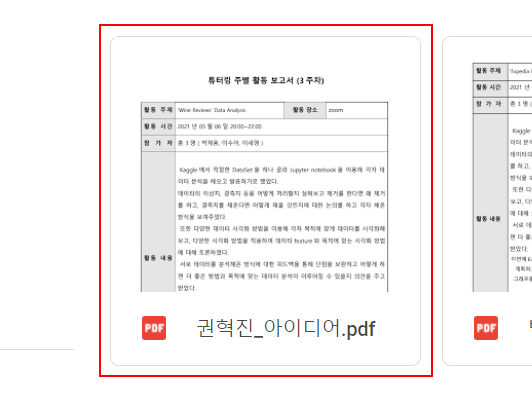 튜터링 주별 활동 보고서 (3 주차)
활동 주제 'Wine Reviews' Data Analysis 활동 장소 zoom
활동 시간 2021 년 05 월 06 일 20:00~22:00
참 가 자 총 3 명 ( 박재용, 이수아, 이세영 )
Kaggle 에서 적절한 DataSet 을 하나 골라 Jupyter notebook 을 이용해 각자 데
이터 분석을 해오고 발표하기로 했었다.
데이터의 이상치, 결측치 등을 어떻게 처리할지 살펴보고 제거를 한다면 왜 제거
를 하고, 결측치를 채운다면 어떻게 채울 것인지에 대한 논의를 하고 각자 해온
방식을 보여주었다.
또한 다양한 데이터 시각화 방법을 이용해 각자 목적에 맞게 데이터를 시각화해
보고, 다양한 시각화 방법을 적용하며 데이터의 feature 와 목적에 맞는 시각화 방법
에 대해 토론하였다.
활동 내용
서로 데이터를 분석해온 방식에 대한 피드백을 통해 단점을 보완하고 어떻게 하
면 더 좋은 방법과 목적에 맞는 데이터 분석이 이루어질 수 있을지 의견을 주고
받았다.
PDF 권혁진_아이디어.pdf
활동 주제
활동 시간 2021 년
참 가 자 총 3 명 (
Kaggle
활동 내용
PDF